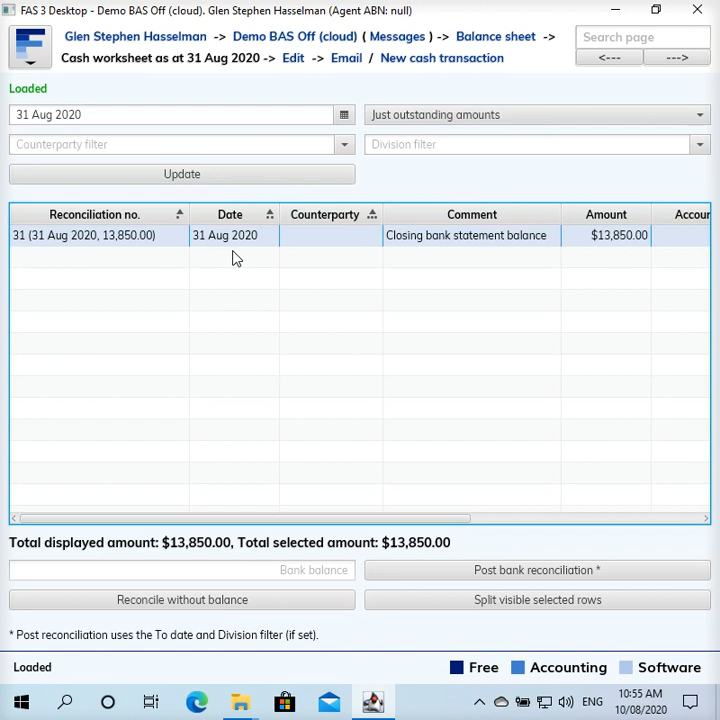 FAS 3 Desktop - Demo BAS Off (cloud). Glen Stephen Hasselman (Agent ABN: null)
Glen Stephen Hasselman -> Demo BAS Off (cloud) ( Messages ) -> Balance sheet ->
Cash worksheet as at 31 Aug 2020 -> Edit -> Email / New cash transaction
Search page
<--- --->
Loaded
31 Aug 2020 Just outstanding amounts
Counterparty filter Division filter
Update
Reconciliation no. Date Counterparty Comment Amount Accour
31 (31 Aug 2020, 13,850.00) 31 Aug 2020 Closing bank statement balance $13,850.00
Total displayed amount: $13,850.00, Total selected amount: $13,850.00
Bank balance Post bank reconciliation *
Reconcile without balance Split visible selected rows
* Post reconciliation uses the To date and Division filter (if set).
Loaded Free Accounting Software
ENG 10:55 AM
10/08/2020